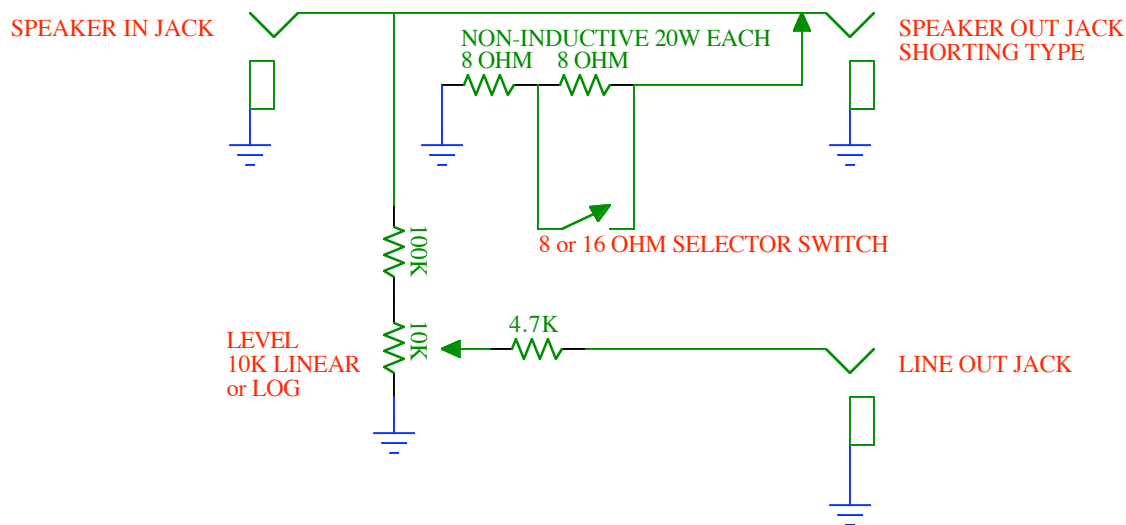 SPEAKER IN JACK
NON-INDUCTIVE 20W EACH
8 OHM 8 OHM
SPEAKER OUT JACK
SHORTING TYPE
8 or 16 OHM SELECTOR SWITCH
100K
LEVEL
10K LINEAR
or LOG
10K
4.7K
LINE OUT JACK